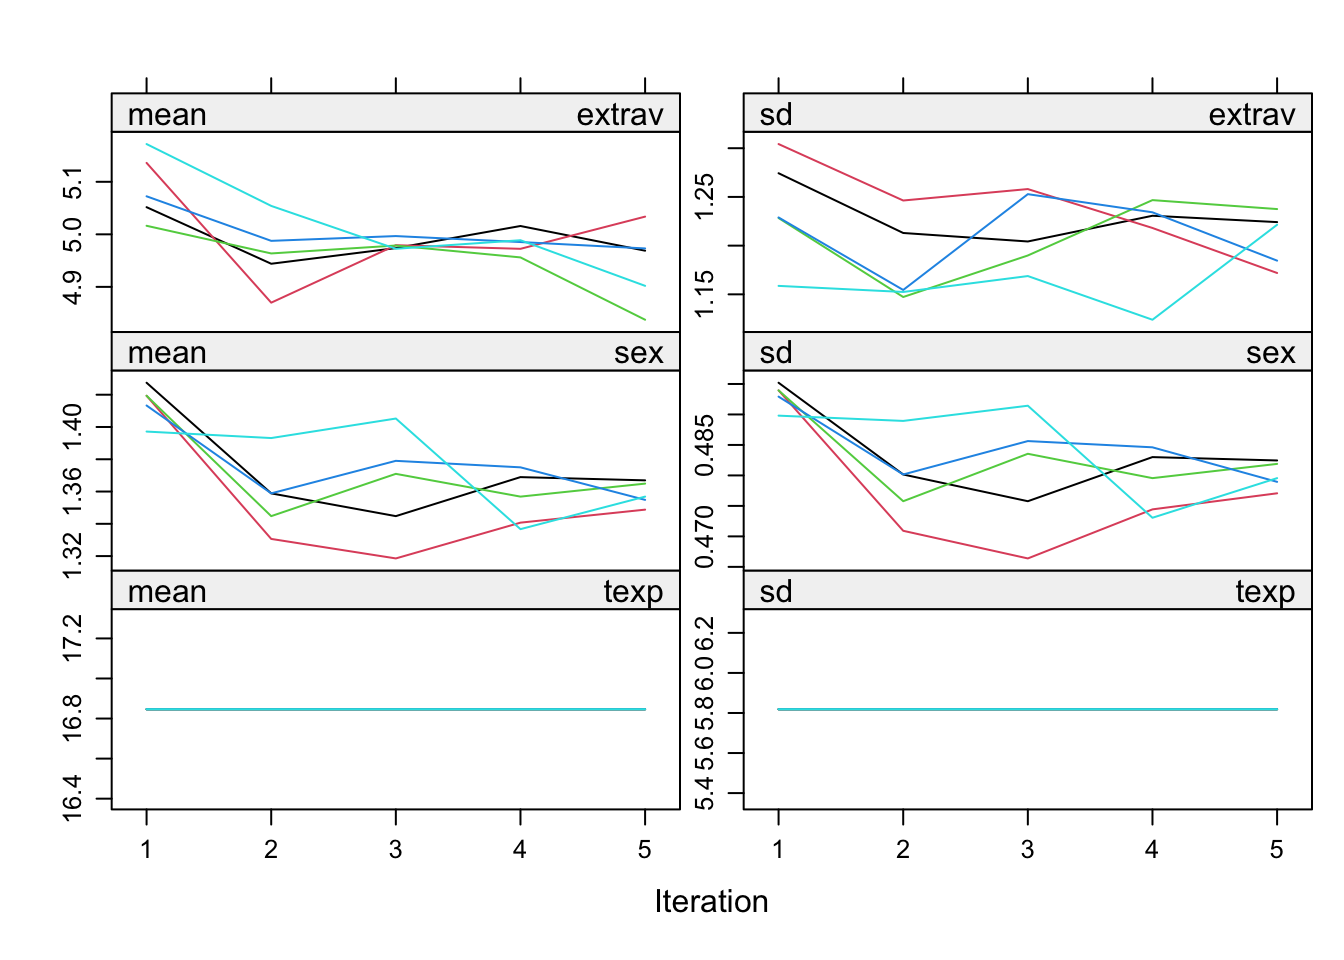 mean extrav
sd extrav
5.1
5.0
4.9
1.25
1.15
mean sex
sd sex
1.40
1.36
1.32
0.485
0.470
mean texp
sd texp
17.2
16.8
16.4
6.2
6.0
5.8
5.6
5.4
1 2 3 4 5
1 2 3 4 5
Iteration